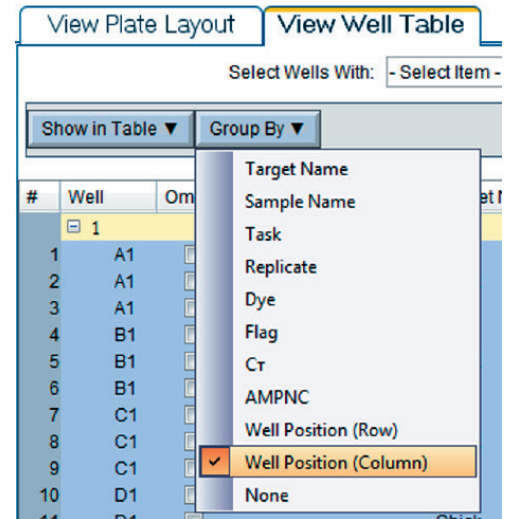 View Plate Layout View Well Table
Select Wells With: - Select Item -
Show in Table ▼ Group By ▼
# Well Om
1
1 A1
2 A1
3 A1
4 B1
5 B1
6 B1
7 C1
8 C1
9 C1
10 D1
Target Name
Sample Name
Task
Replicate
Dye
Flag
Cт
AMPNC
Well Position (Row)
Well Position (Column)
None